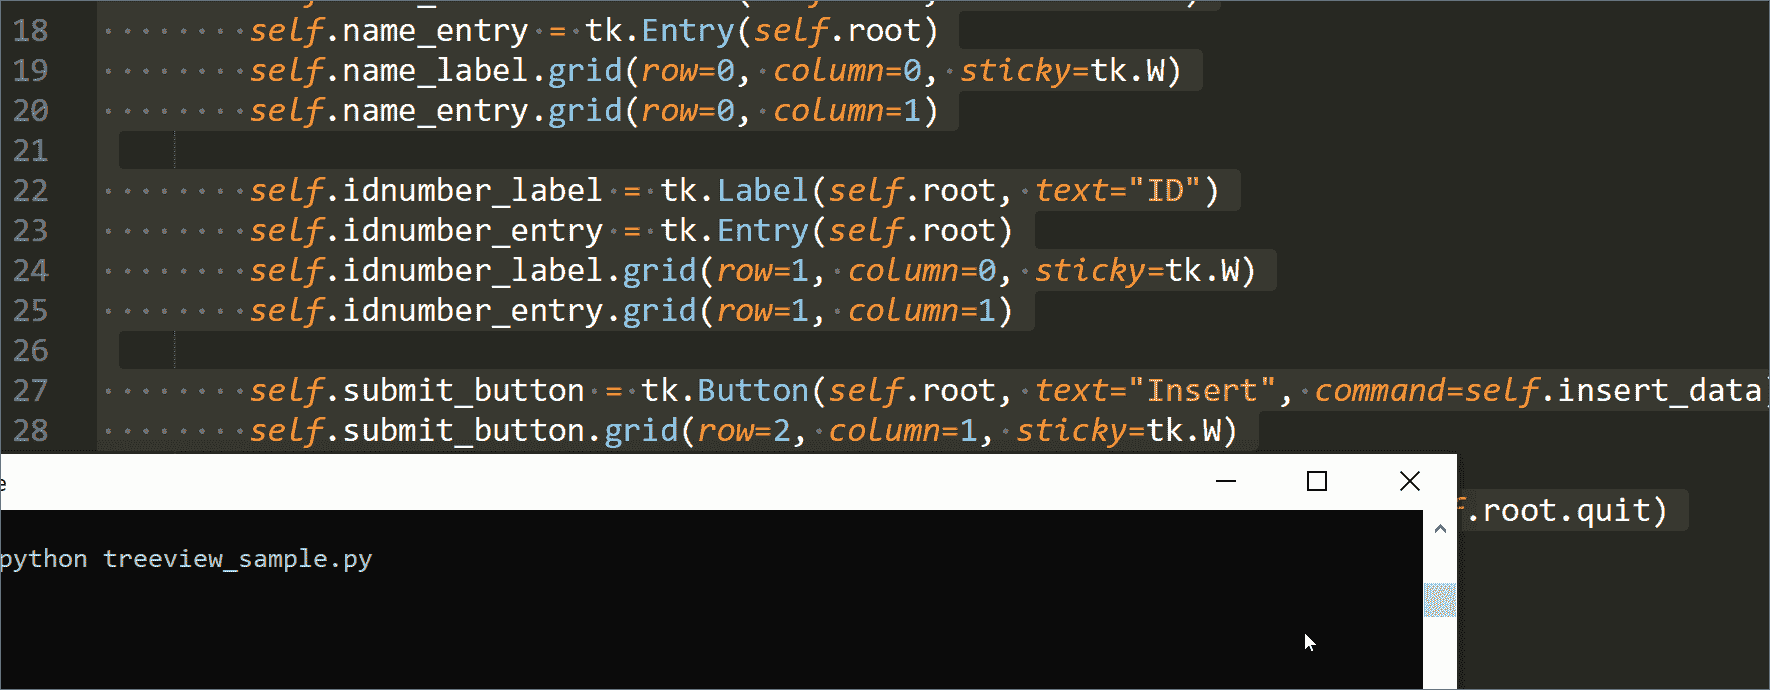 18 self.name_entry = tk.Entry(self.root)
19 self.name_label.grid(row=0, column=0, sticky=tk.W)
20 self.name_entry.grid(row=0, column=1)
21
22 self.idnumber_label = tk.Label(self.root, text="ID")
23 self.idnumber_entry = tk.Entry(self.root)
24 self.idnumber_label.grid(row=1, column=0, sticky=tk.W)
25 self.idnumber_entry.grid(row=1, column=1)
26
27 self.submit_button = tk.Button(self.root, text="Insert", command=self.insert_data)
28 self.submit_button.grid(row=2, column=1, sticky=tk.W)
.root.quit)
python treeview_sample.py